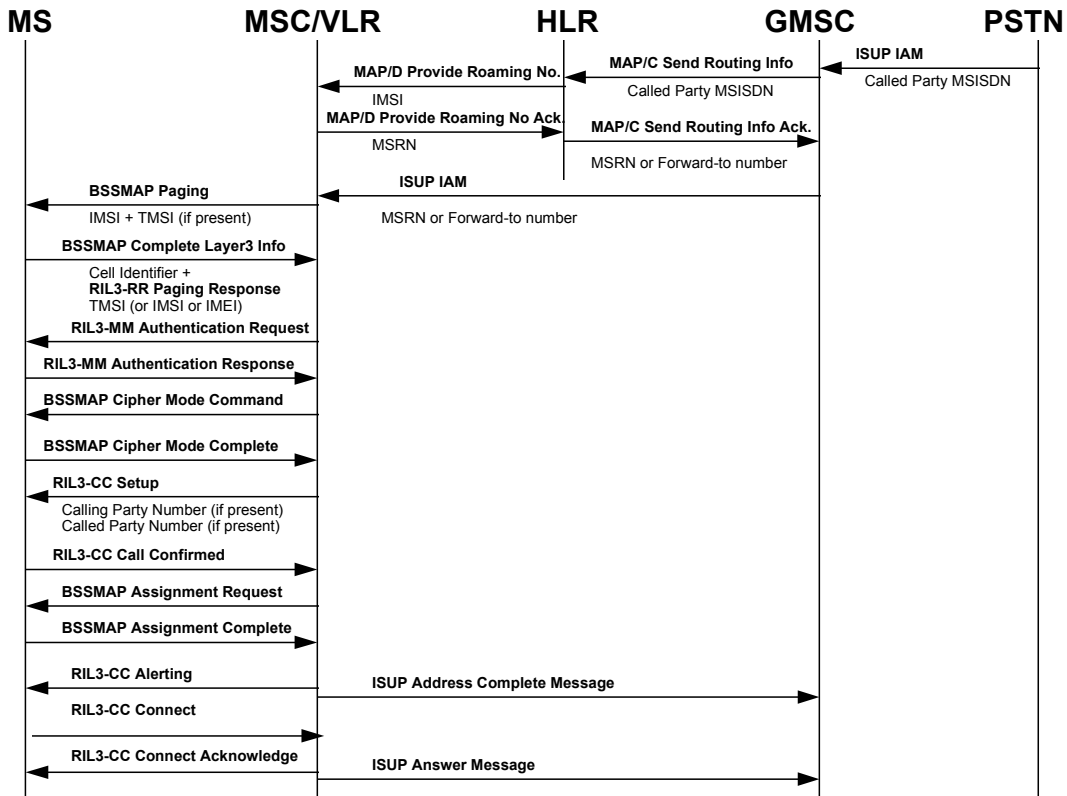 MS MSC/VLR HLR GMSC PSTN
ISUP IAM
Called Party MSISDN
MAP/C Send Routing Info
Called Party MSISDN
MAP/D Provide Roaming No.
IMSI
MAP/D Provide Roaming No Ack.
MSRN
MAP/C Send Routing Info Ack.
MSRN or Forward-to number
ISUP IAM
MSRN or Forward-to number
BSSMAP Paging
IMSI + TMSI (if present)
BSSMAP Complete Layer3 Info
Cell Identifier +
RIL3-RR Paging Response
TMSI (or IMSI or IMEI)
RIL3-MM Authentication Request
RIL3-MM Authentication Response
BSSMAP Cipher Mode Command
BSSMAP Cipher Mode Complete
RIL3-CC Setup
Calling Party Number (if present)
Called Party Number (if present)
RIL3-CC Call Confirmed
BSSMAP Assignment Request
BSSMAP Assignment Complete
RIL3-CC Alerting
ISUP Address Complete Message
RIL3-CC Connect
RIL3-CC Connect Acknowledge
ISUP Answer Message